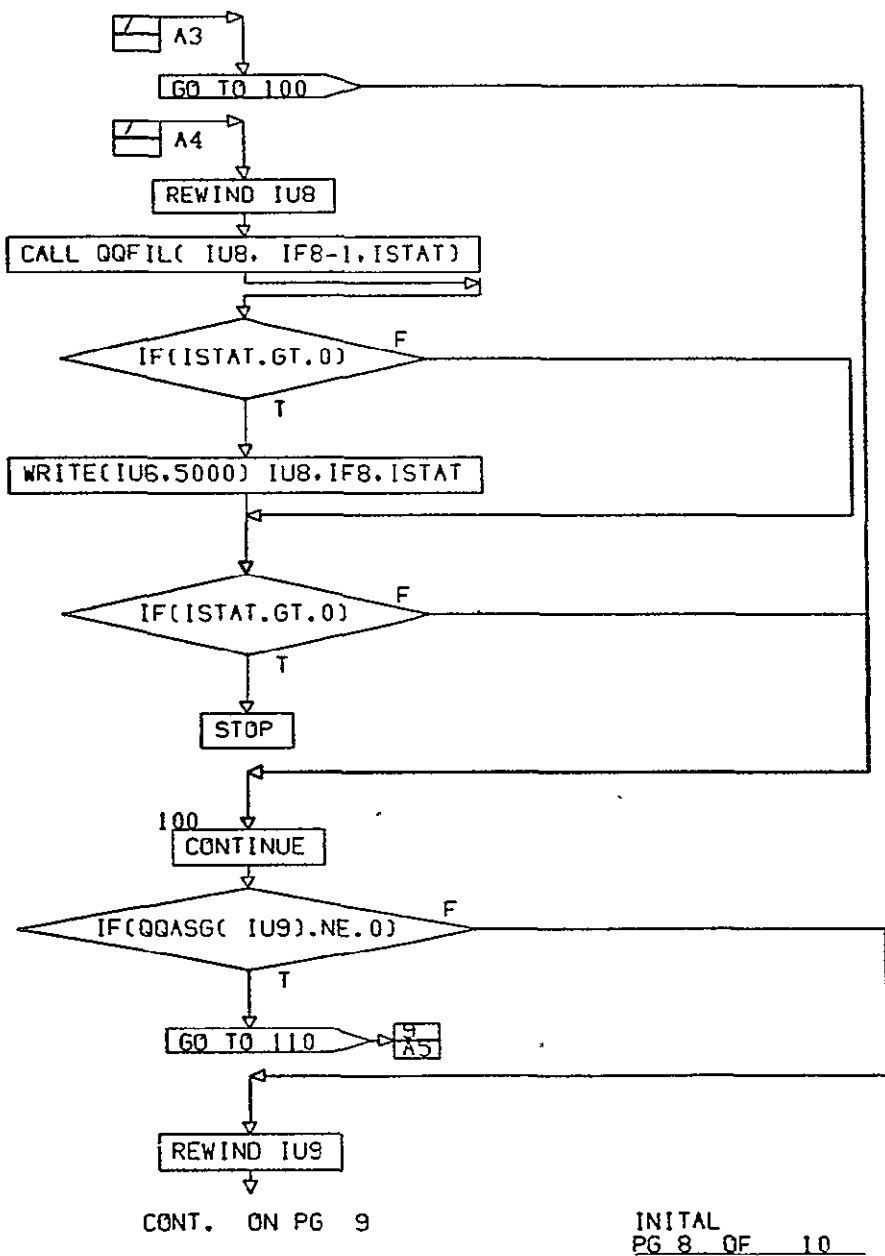 7
A3
GO TO 100
7
A4
REWIND IU8
CALL QQFIL( IU8, IF8-1,ISTAT)
IF(ISTAT.GT.0)
F
T
WRITE(IU6,5000) IU8,IF8,ISTAT
IF(ISTAT.GT.0)
F
T
STOP
100
CONTINUE
IF(QQASG( IU9).NE.0)
F
T
GO TO 110
9
A5
REWIND IU9
CONT. ON PG 9
INITAL
PG 8 OF 10